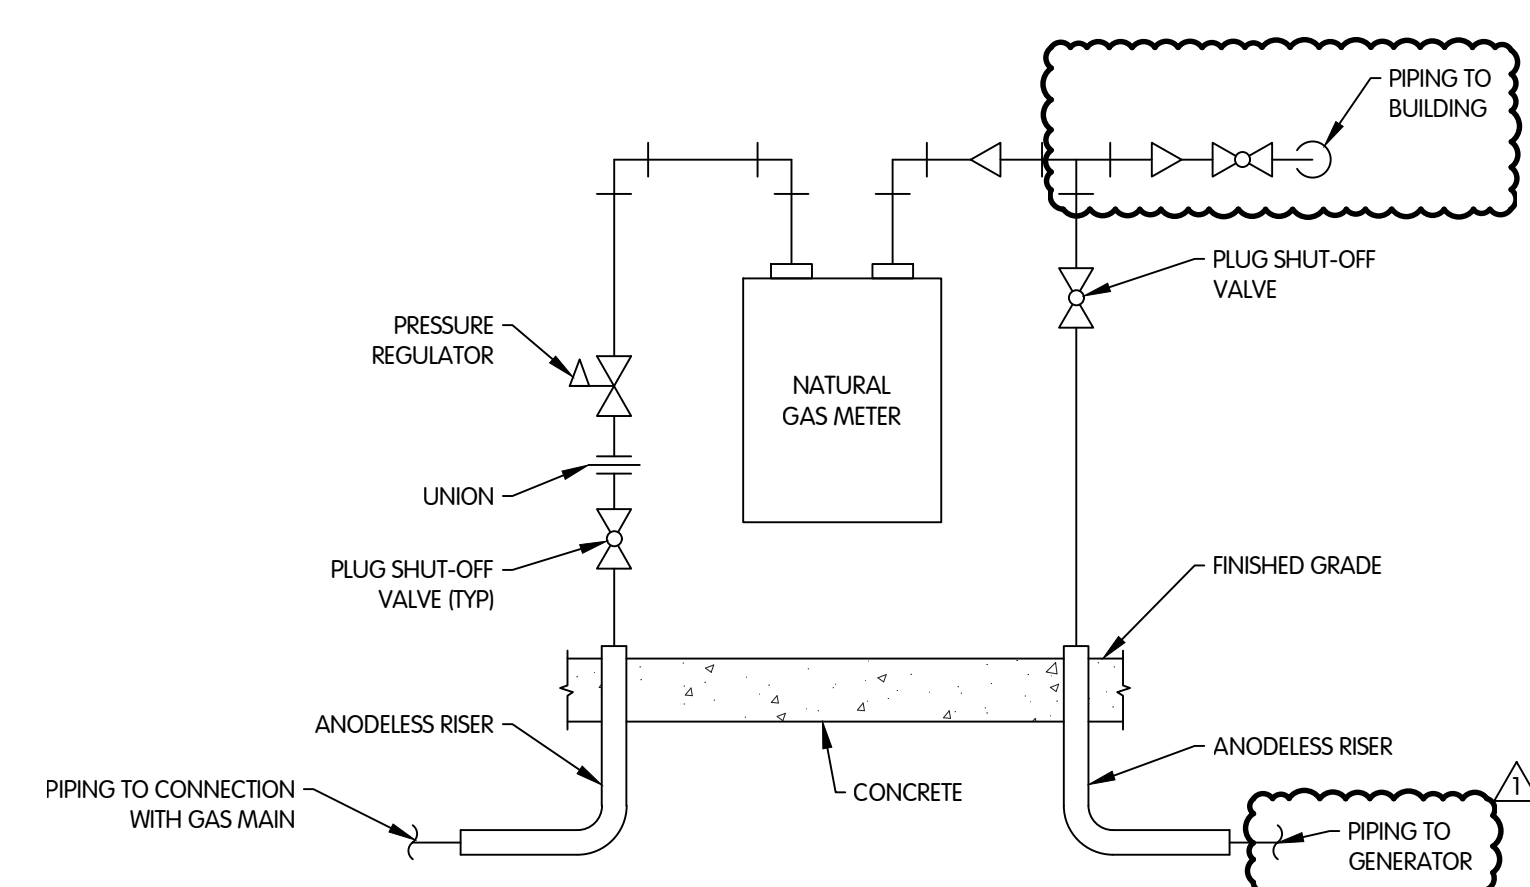 PIPING TO
BUILDING
PLUG SHUT-OFF
VALVE
PRESSURE
REGULATOR
NATURAL
GAS METER
UNION
PLUG SHUT-OFF
VALVE (TYP)
FINISHED GRADE
ANODELESS RISER
ANODELESS RISER
PIPING TO CONNECTION
WITH GAS MAIN
CONCRETE
1
PIPING TO
GENERATOR